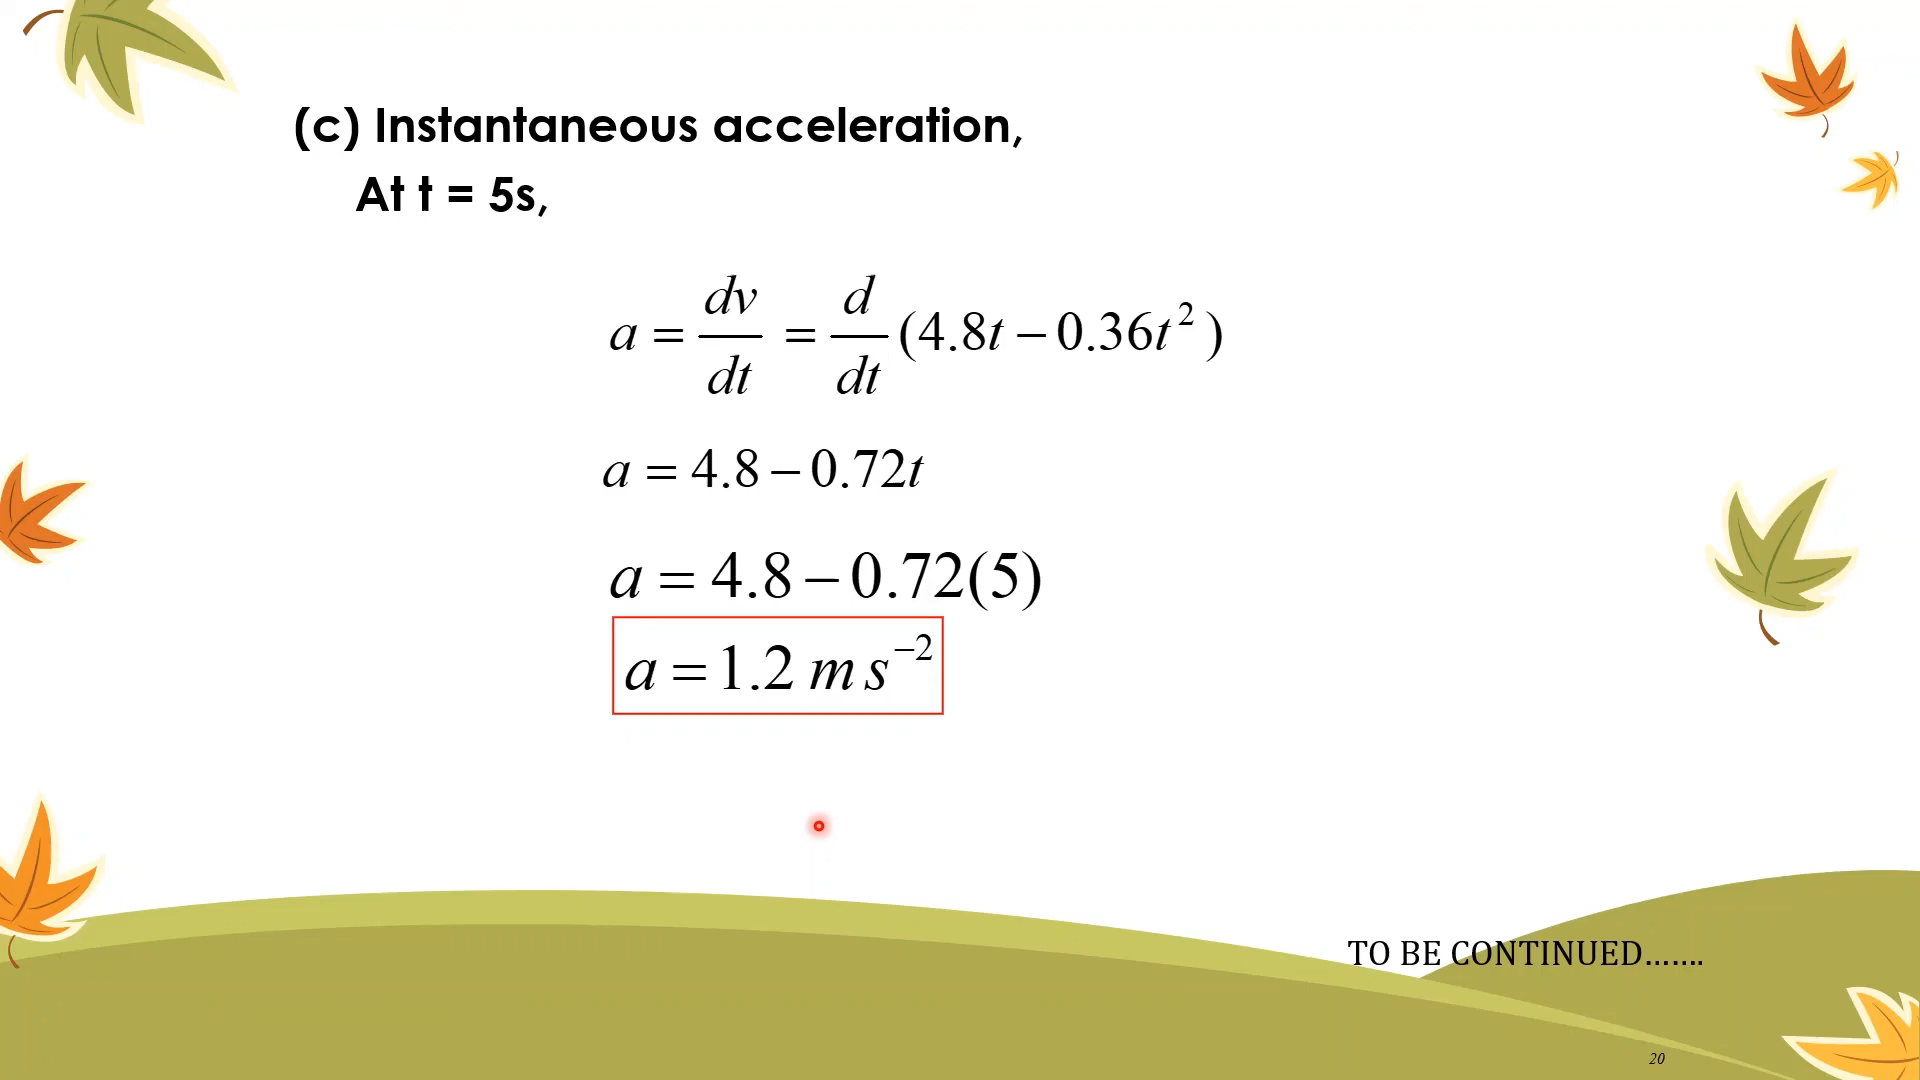 (c) Instantaneous acceleration,
At t = 5s,
a = dv/dt = d/dt (4.8t − 0.36t²)
a = 4.8 − 0.72t
a = 4.8 − 0.72(5)
a = 1.2 m s⁻²
TO BE CONTINUED…….
20